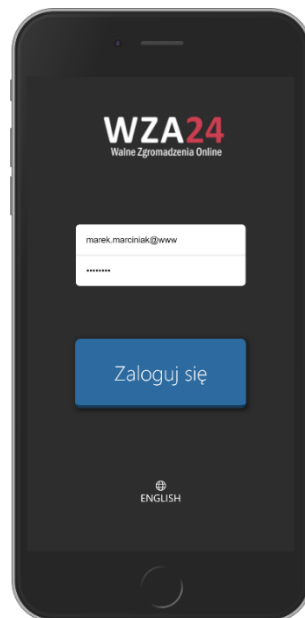 WZA24
Walne Zgromadzenia Online
marek.marciniak@www
••••••••
Zaloguj się
ENGLISH